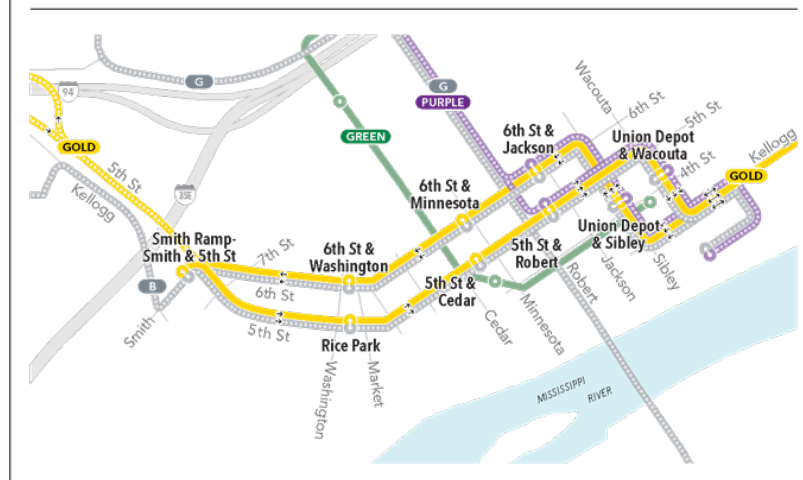 G
94
G
PURPLE
Wacouta
6th St
5th St
6th St &
Jackson
Union Depot
& Wacouta
Kellogg
GREEN
GOLD
5th St
4th St
GOLD
Kellogg
35E
6th St &
Minnesota
Smith Ramp-
Smith & 5th St
7th St
6th St &
Washington
Union Depot
& Sibley
5th St &
Robert
6th St
B
5th St &
Cedar
Robert
Jackson
Sibley
Smith
5th St
Rice Park
Cedar
Minnesota
Washington
Market
MISSISSIPPI
RIVER